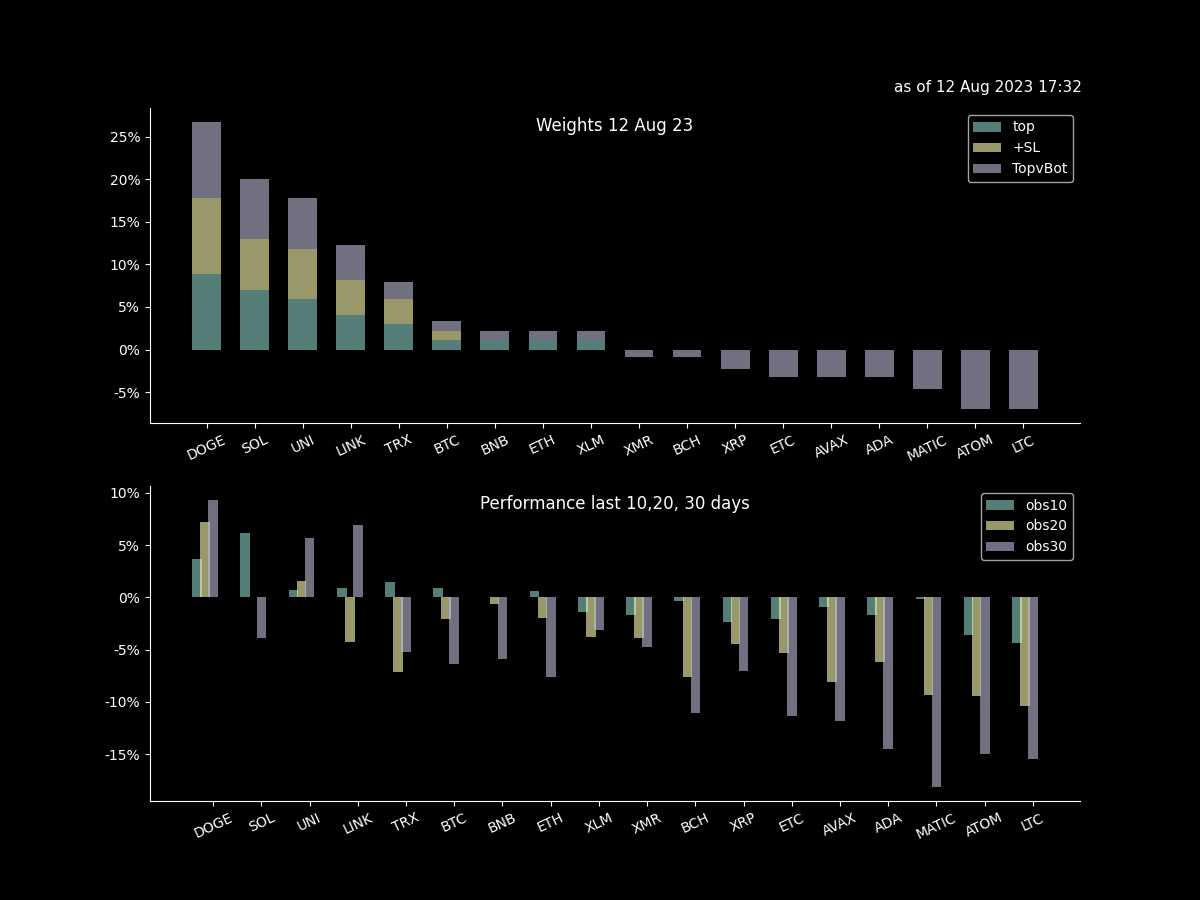 as of 12 Aug 2023 17:32
Weights 12 Aug 23
top
+SL
TopvBot
25%
20%
15%
10%
5%
0%
-5%
DOGE SOL UNI LINK TRX BTC BNB ETH XLM XMR BCH XRP ETC AVAX ADA MATIC ATOM LTC
Performance last 10,20, 30 days
obs10
obs20
obs30
10%
5%
0%
-5%
-10%
-15%
DOGE SOL UNI LINK TRX BTC BNB ETH XLM XMR BCH XRP ETC AVAX ADA MATIC ATOM LTC